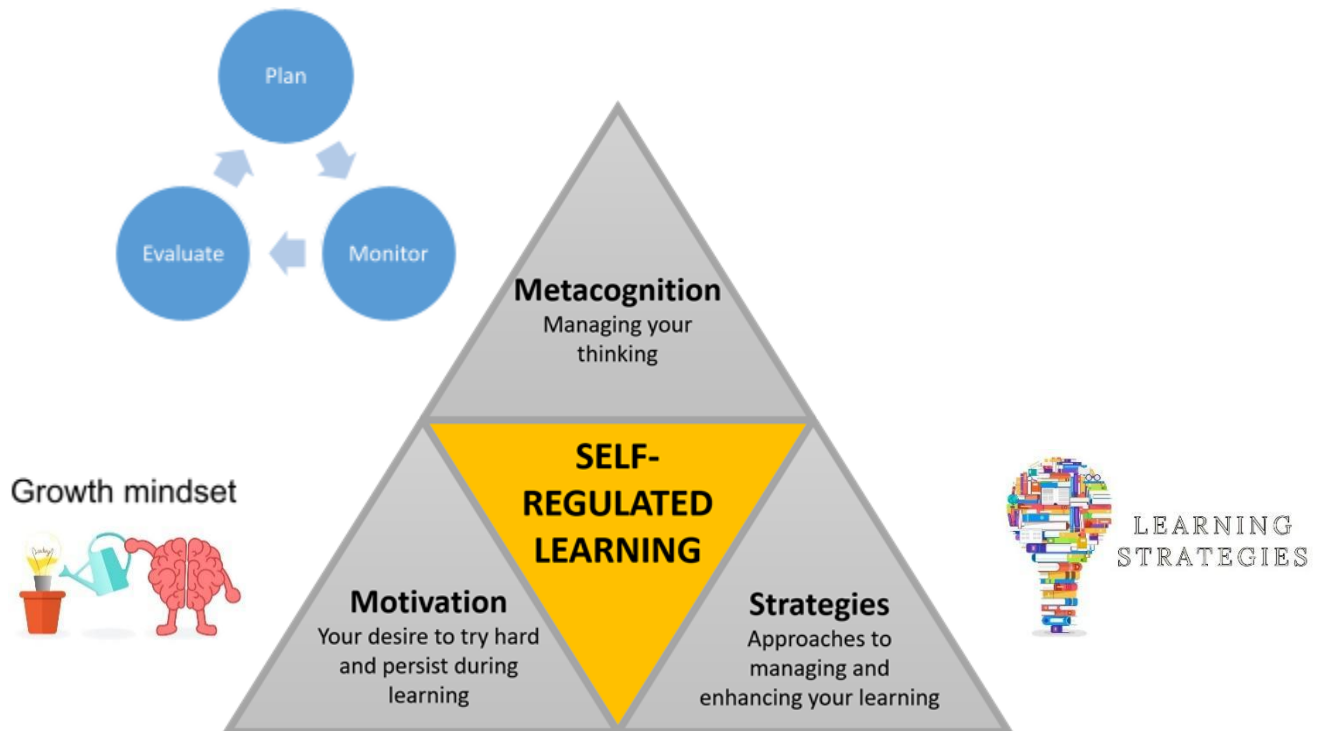 Plan
Evaluate
Monitor
Metacognition
Managing your
thinking
SELF-
REGULATED
LEARNING
Growth mindset
LEARNING
STRATEGIES
Motivation
Your desire to try hard
and persist during
learning
Strategies
Approaches to
managing and
enhancing your learning